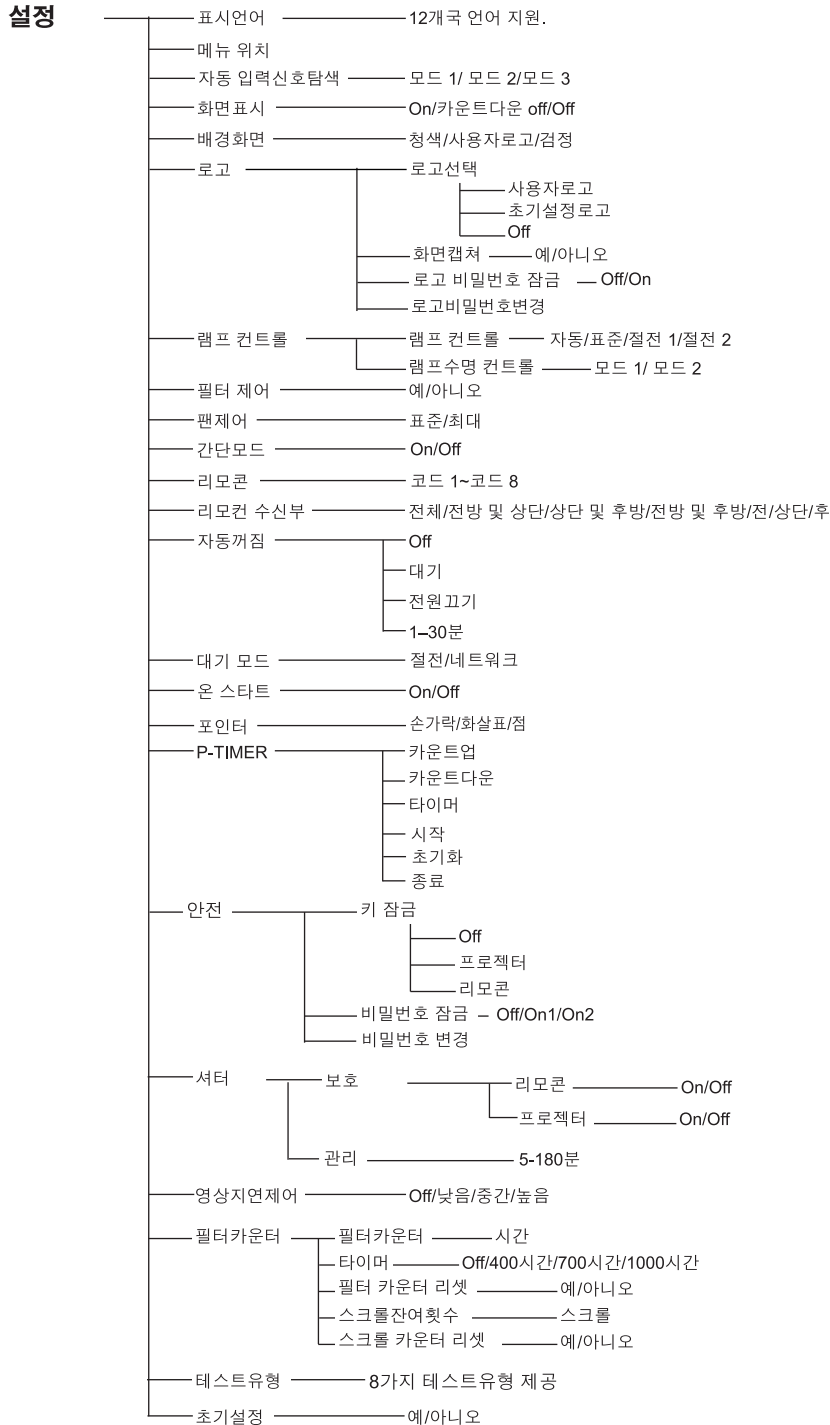 설정
표시언어 12개국 언어 지원.
메뉴 위치
자동 입력신호탐색 모드 1/ 모드 2/모드 3
화면표시 On/카운트다운 off/Off
배경화면 청색/사용자로고/검정
로고 로고선택
사용자로고
초기설정로고
Off
화면캡쳐 예/아니오
로고 비밀번호 잠금 Off/On
로고비밀번호변경
램프 컨트롤 램프 컨트롤 자동/표준/절전 1/절전 2
램프수명 컨트롤 모드 1/ 모드 2
필터 제어 예/아니오
팬제어 표준/최대
간단모드 On/Off
리모콘 코드 1~코드 8
리모컨 수신부 전체/전방 및 상단/상단 및 후방/전방 및 후방/전/상단/후
자동꺼짐 Off
대기
전원끄기
1–30분
대기 모드 절전/네트워크
온 스타트 On/Off
포인터 손가락/화살표/점
P-TIMER 카운트업
카운트다운
타이머
시작
초기화
종료
안전 키 잠금
Off
프로젝터
리모콘
비밀번호 잠금 Off/On1/On2
비밀번호 변경
셔터 보호 리모콘 On/Off
프로젝터 On/Off
관리 5-180분
영상지연제어 Off/낮음/중간/높음
필터카운터 필터카운터 시간
타이머 Off/400시간/700시간/1000시간
필터 카운터 리셋 예/아니오
스크롤잔여횟수 스크롤
스크롤 카운터 리셋 예/아니오
테스트유형 8가지 테스트유형 제공
초기설정 예/아니오